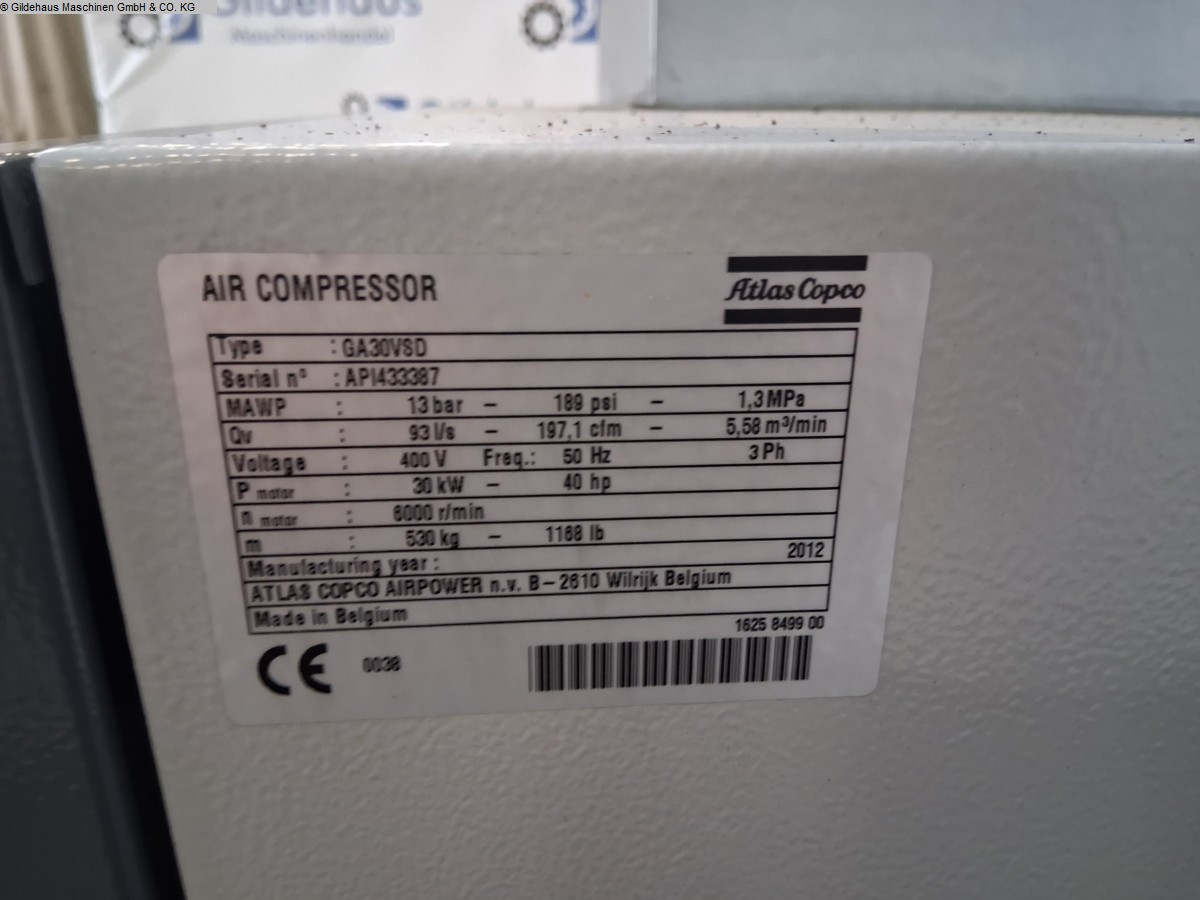 © Gildehaus Maschinen GmbH & CO. KG
Gildehaus
Maschinenhandel
AIR COMPRESSOR
Atlas Copco
Type : GA30VSD
Serial n° : API433387
MAWP : 13 bar – 189 psi – 1,3 MPa
Qv : 93 l/s – 197,1 cfm – 5,58 m³/min
Voltage : 400 V Freq.: 50 Hz 3 Ph
P motor : 30 kW – 40 hp
n motor : 6000 r/min
m : 530 kg – 1168 lb
Manufacturing year : 2012
ATLAS COPCO AIRPOWER n.v. B – 2610 Wilrijk Belgium
Made in Belgium
1625 8499 00
CE 0038